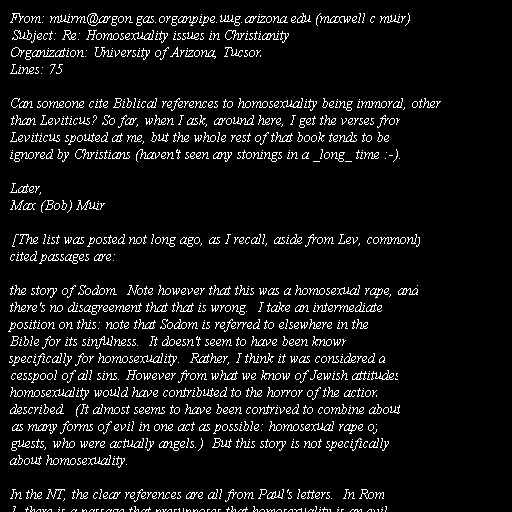 From: muirm@argon.gas.organpipe.uug.arizona.edu (maxwell c muir)
Subject: Re: Homosexuality issues in Christianity
Organization: University of Arizona, Tucson
Lines: 75

Can someone cite Biblical references to homosexuality being immoral, other
than Leviticus? So far, when I ask, around here, I get the verses from
Leviticus spouted at me, but the whole rest of that book tends to be
ignored by Christians (haven't seen any stonings in a _long_ time :-).

Later,
Max (Bob) Muir

[The list was posted not long ago, as I recall, aside from Lev, commonly
cited passages are:

the story of Sodom.  Note however that this was a homosexual rape, and
there's no disagreement that that is wrong.  I take an intermediate
position on this: note that Sodom is referred to elsewhere in the
Bible for its sinfulness.  It doesn't seem to have been known
specifically for homosexuality.  Rather, I think it was considered a
cesspool of all sins. However from what we know of Jewish attitudes
homosexuality would have contributed to the horror of the action
described.  (It almost seems to have been contrived to combine about
as many forms of evil in one act as possible: homosexual rape of
guests, who were actually angels.)  But this story is not specifically
about homosexuality.

In the NT, the clear references are all from Paul's letters.  In Rom
1, there is a passage that presupposes that homosexuality is an evil